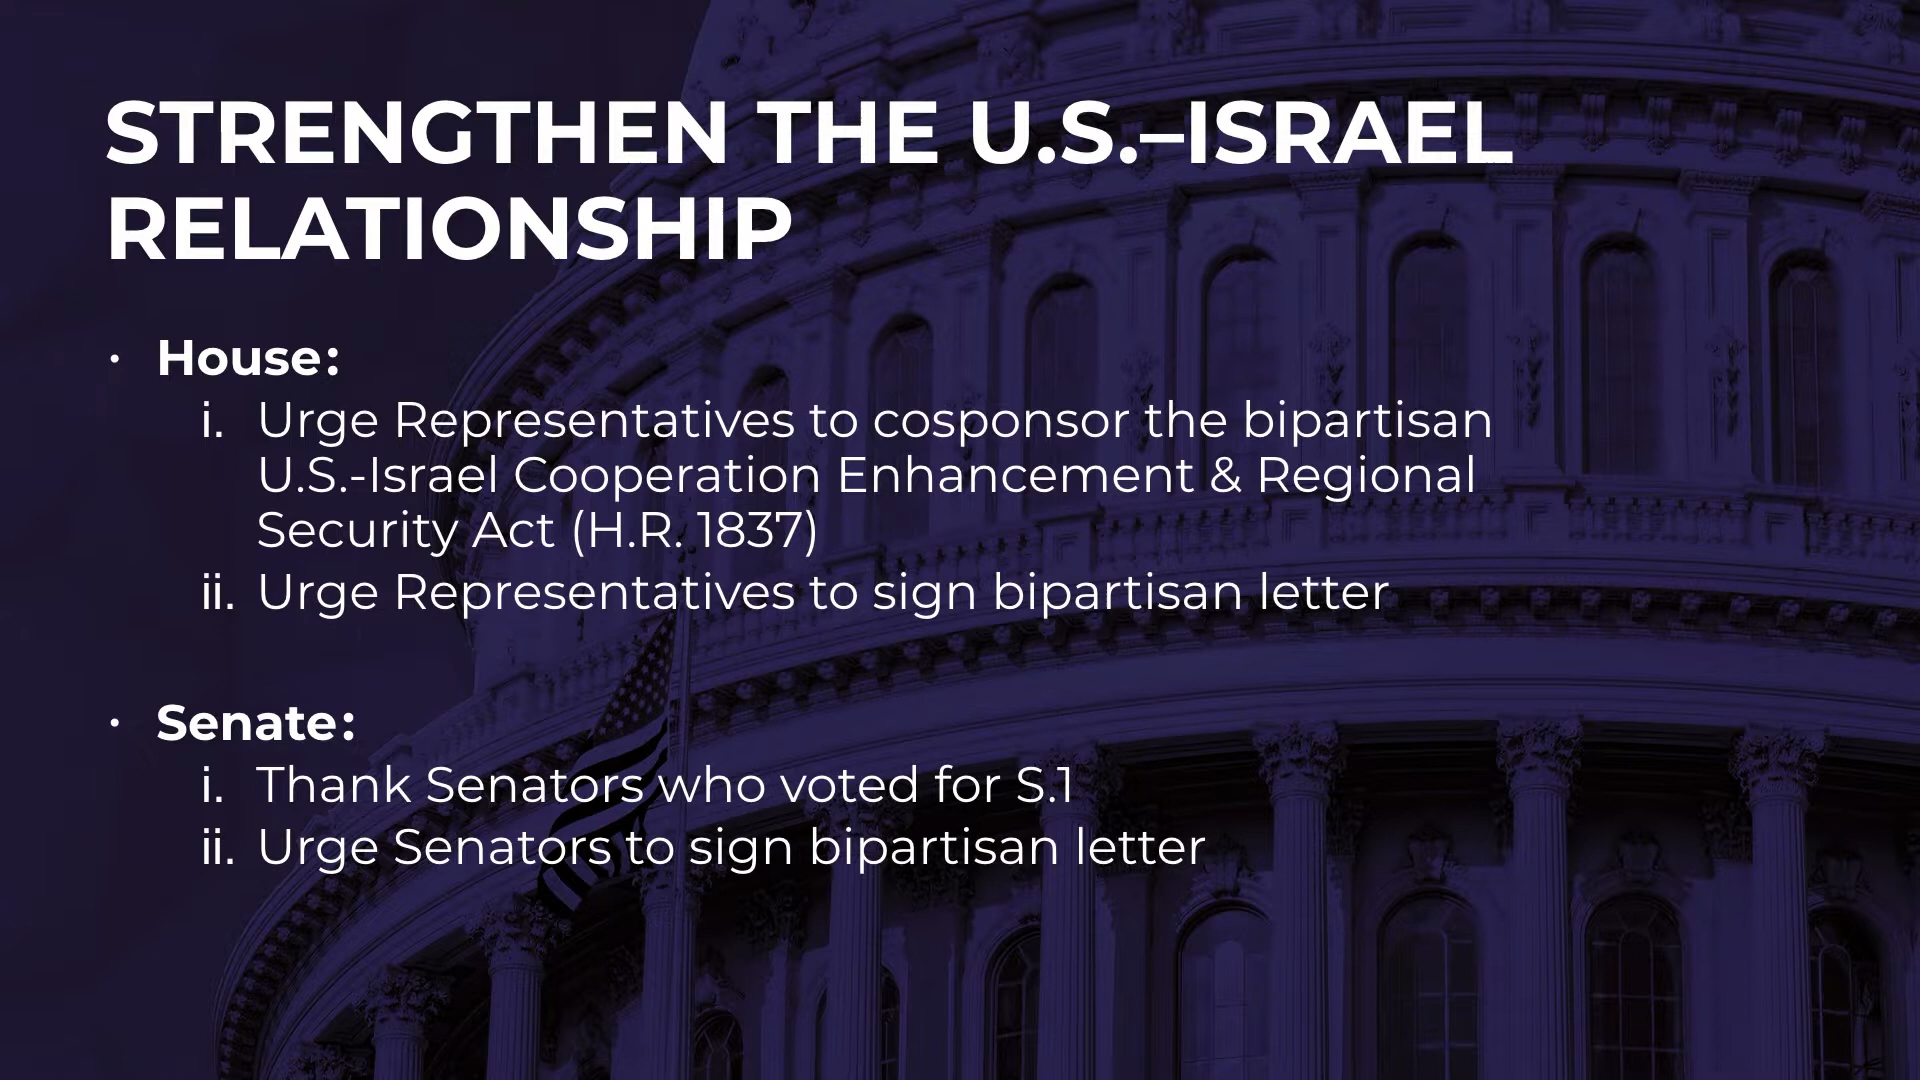 STRENGTHEN THE U.S.–ISRAEL
RELATIONSHIP
• House:
i. Urge Representatives to cosponsor the bipartisan
U.S.-Israel Cooperation Enhancement & Regional
Security Act (H.R. 1837)
ii. Urge Representatives to sign bipartisan letter
• Senate:
i. Thank Senators who voted for S.1
ii. Urge Senators to sign bipartisan letter